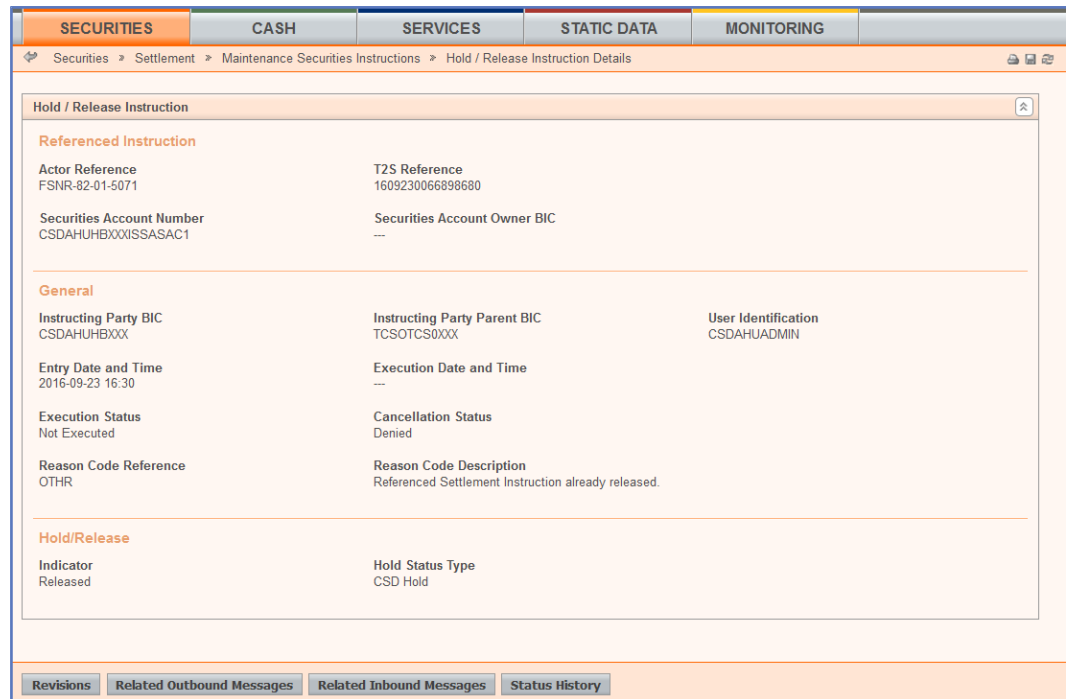 SECURITIES CASH SERVICES STATIC DATA MONITORING
Securities » Settlement » Maintenance Securities Instructions » Hold / Release Instruction Details
Hold / Release Instruction
Referenced Instruction
Actor Reference T2S Reference
FSNR-82-01-5071 1609230066898680
Securities Account Number Securities Account Owner BIC
CSDAHUHBXXXISSASAC1 ---
General
Instructing Party BIC Instructing Party Parent BIC User Identification
CSDAHUHBXXX TCSOTCS0XXX CSDAHUADMIN
Entry Date and Time Execution Date and Time
2016-09-23 16:30 ---
Execution Status Cancellation Status
Not Executed Denied
Reason Code Reference Reason Code Description
OTHR Referenced Settlement Instruction already released.
Hold/Release
Indicator Hold Status Type
Released CSD Hold
Revisions Related Outbound Messages Related Inbound Messages Status History